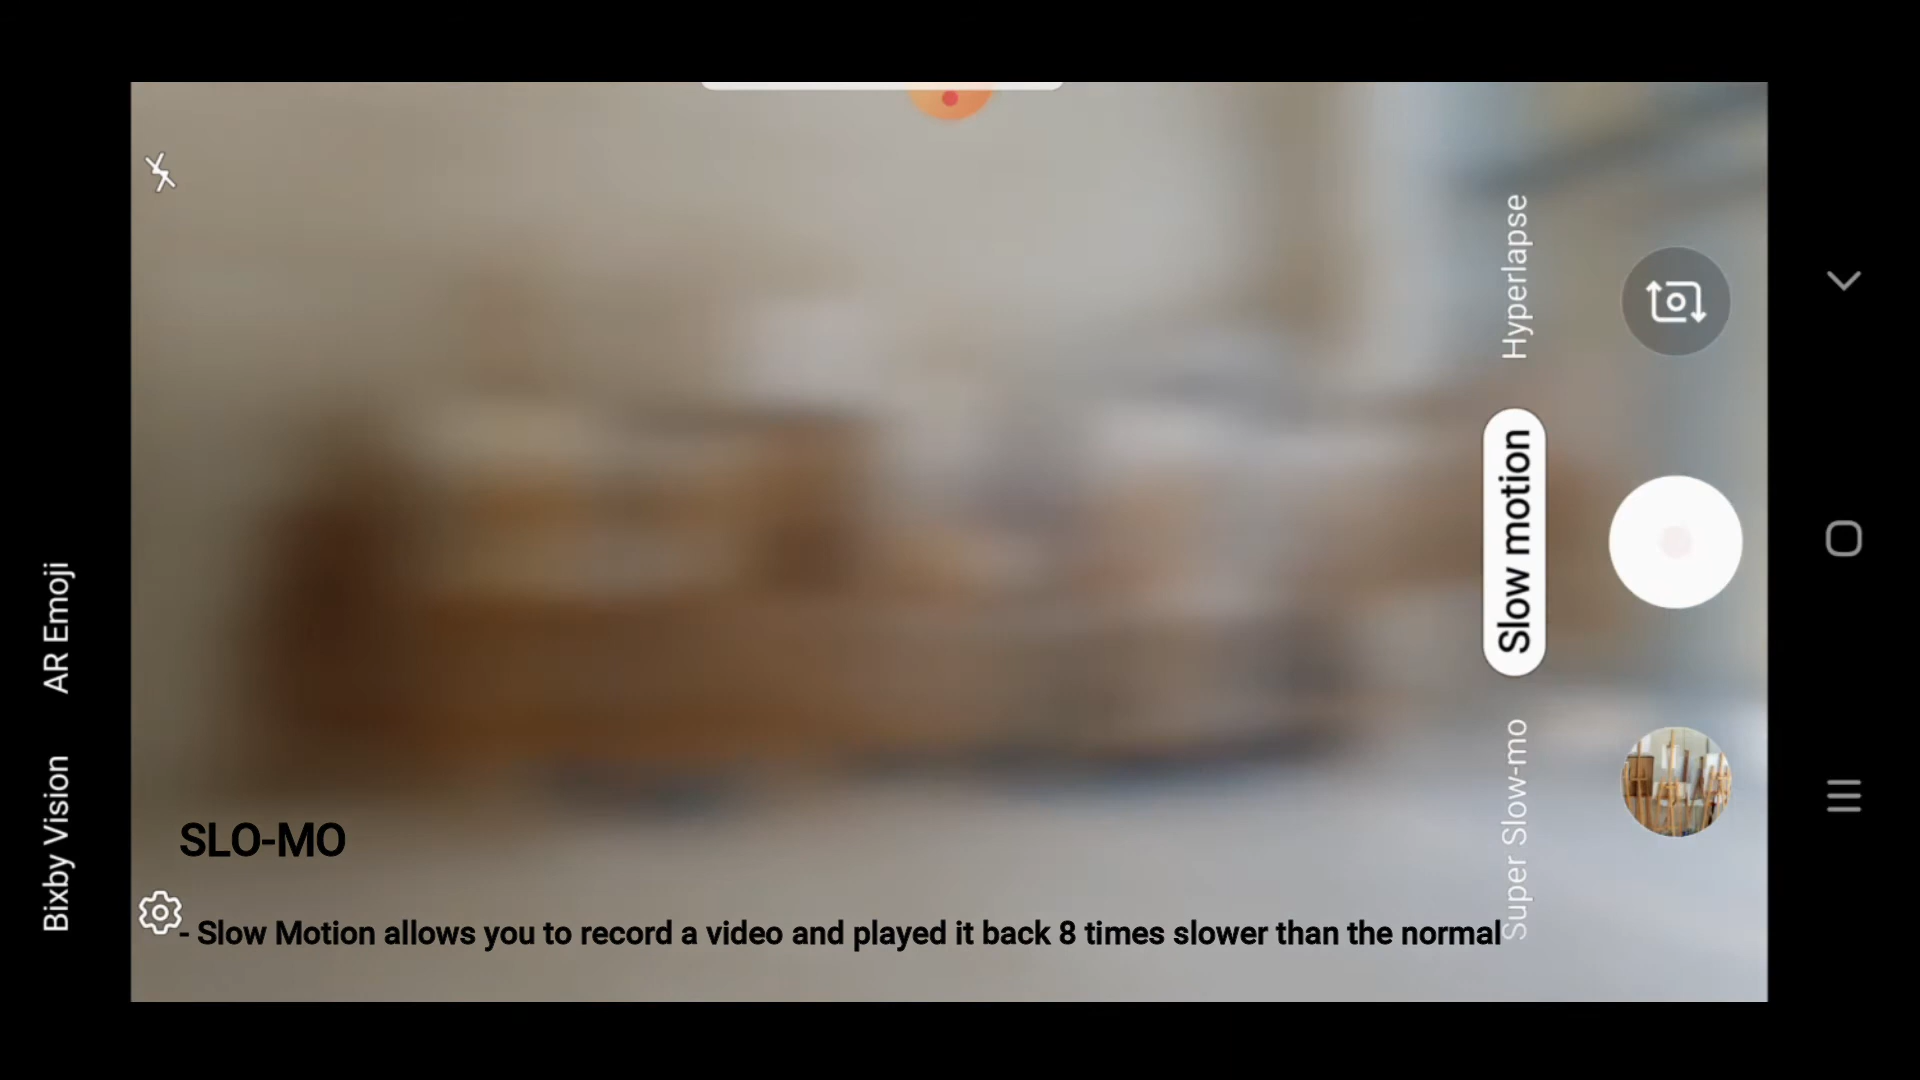 Bixby Vision
AR Emoji
Hyperlapse
Slow motion
Super Slow-mo
SLO-MO
- Slow Motion allows you to record a video and played it back 8 times slower than the normal